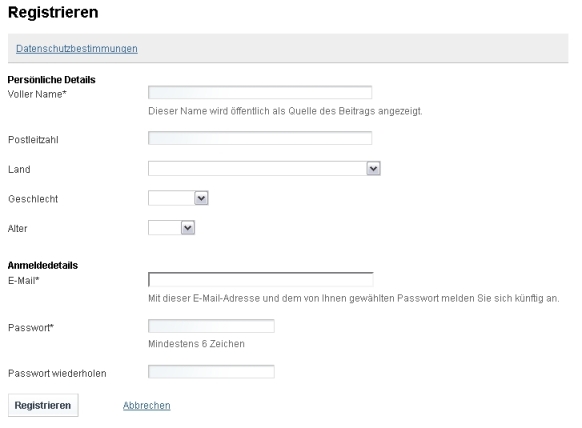 Registrieren
Datenschutzbestimmungen
Persönliche Details
Voller Name*
Dieser Name wird öffentlich als Quelle des Beitrags angezeigt.
Postleitzahl
Land
Geschlecht
Alter
Anmeldedetails
E-Mail*
Mit dieser E-Mail-Adresse und dem von Ihnen gewählten Passwort melden Sie sich künftig an.
Passwort*
Mindestens 6 Zeichen
Passwort wiederholen
Registrieren Abbrechen